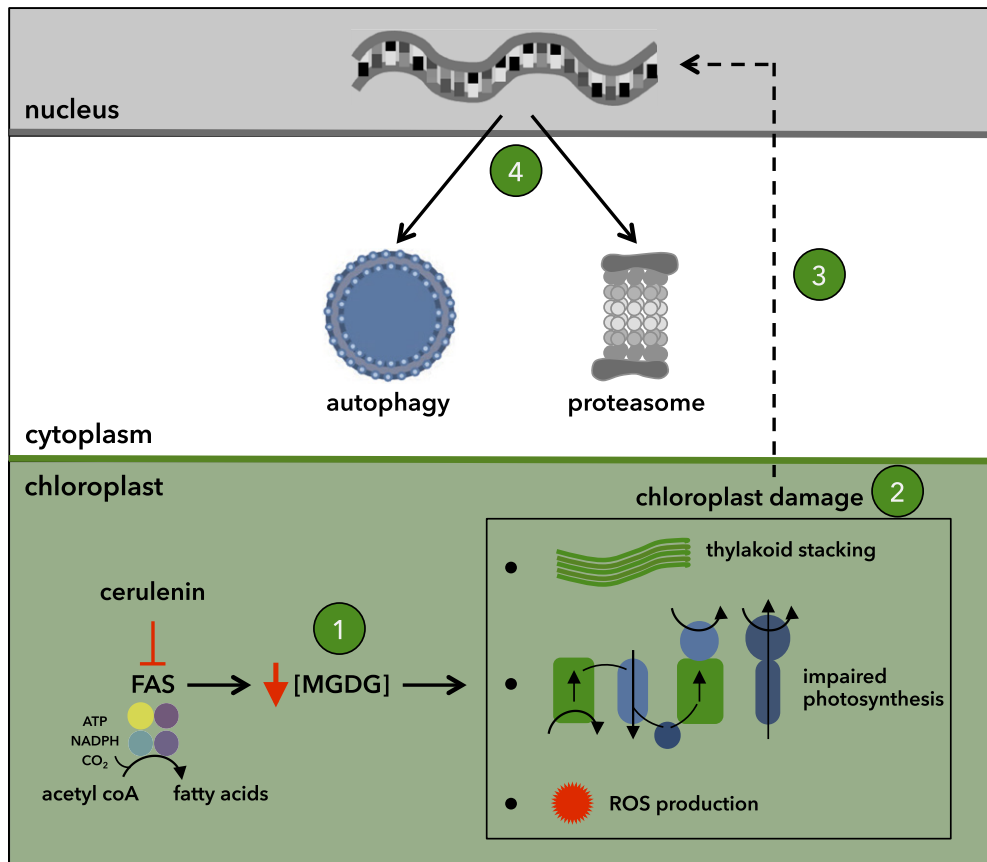 nucleus
4
3
autophagy
proteasome
cytoplasm
chloroplast
chloroplast damage
2
thylakoid stacking
cerulenin
1
FAS
[MGDG]
impaired
photosynthesis
ATP
NADPH
CO₂
acetyl coA
fatty acids
ROS production